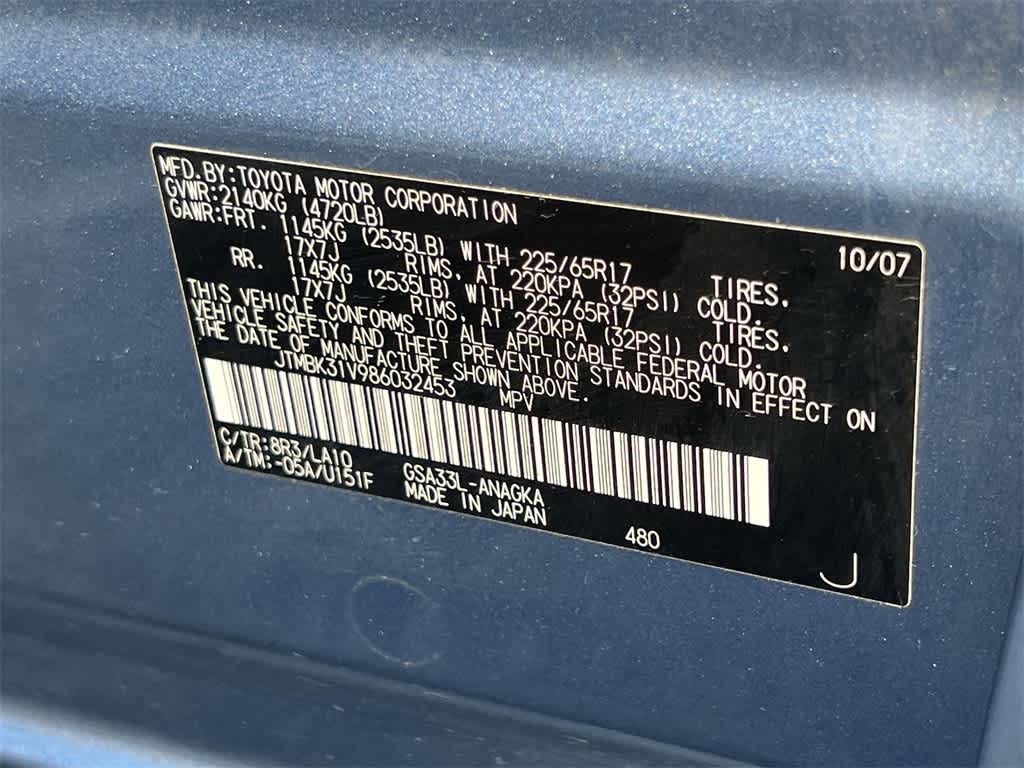 MFD.BY:TOYOTA MOTOR CORPORATION 10/07
GVWR:2140KG (4720LB)
GAWR:FRT. 1145KG (2535LB) WITH 225/65R17 TIRES,
17X7J RIMS, AT 220KPA (32PSI) COLD.
RR. 1145KG (2535LB) WITH 225/65R17 TIRES,
17X7J RIMS, AT 220KPA (32PSI) COLD.
THIS VEHICLE CONFORMS TO ALL APPLICABLE FEDERAL MOTOR
VEHICLE SAFETY AND THEFT PREVENTION STANDARDS IN EFFECT ON
THE DATE OF MANUFACTURE SHOWN ABOVE.
JTMBK31V986032453 MPV
C/TR:8R3/LA10 GSA33L-ANAGKA
A/TM:-05A/U151F MADE IN JAPAN
480
J